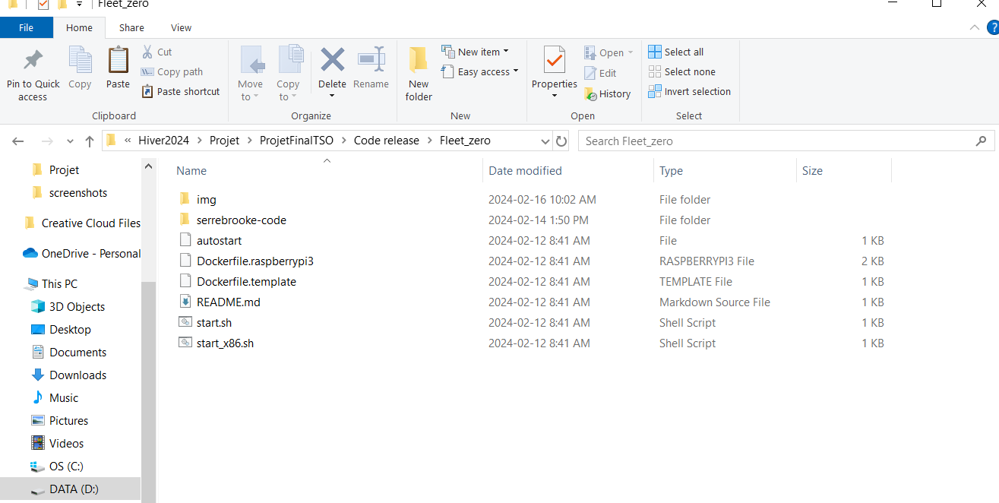 Fleet_zero
File Home Share View
Pin to Quick access
Copy
Paste
Cut
Copy path
Paste shortcut
Clipboard
Move to
Copy to
Delete
Rename
Organize
New folder
New item
Easy access
New
Properties
Open
Edit
History
Open
Select all
Select none
Invert selection
Select
« Hiver2024 > Projet > ProjetFinalTSO > Code release > Fleet_zero
Search Fleet_zero
Projet
screenshots
Creative Cloud Files
OneDrive - Personal
This PC
3D Objects
Desktop
Documents
Downloads
Music
Pictures
Videos
OS (C:)
DATA (D:)
Name Date modified Type Size
img 2024-02-16 10:02 AM File folder
serrebrooke-code 2024-02-14 1:50 PM File folder
autostart 2024-02-12 8:41 AM File 1 KB
Dockerfile.raspberrypi3 2024-02-12 8:41 AM RASPBERRYPI3 File 2 KB
Dockerfile.template 2024-02-12 8:41 AM TEMPLATE File 1 KB
README.md 2024-02-12 8:41 AM Markdown Source File 1 KB
start.sh 2024-02-12 8:41 AM Shell Script 1 KB
start_x86.sh 2024-02-12 8:41 AM Shell Script 1 KB